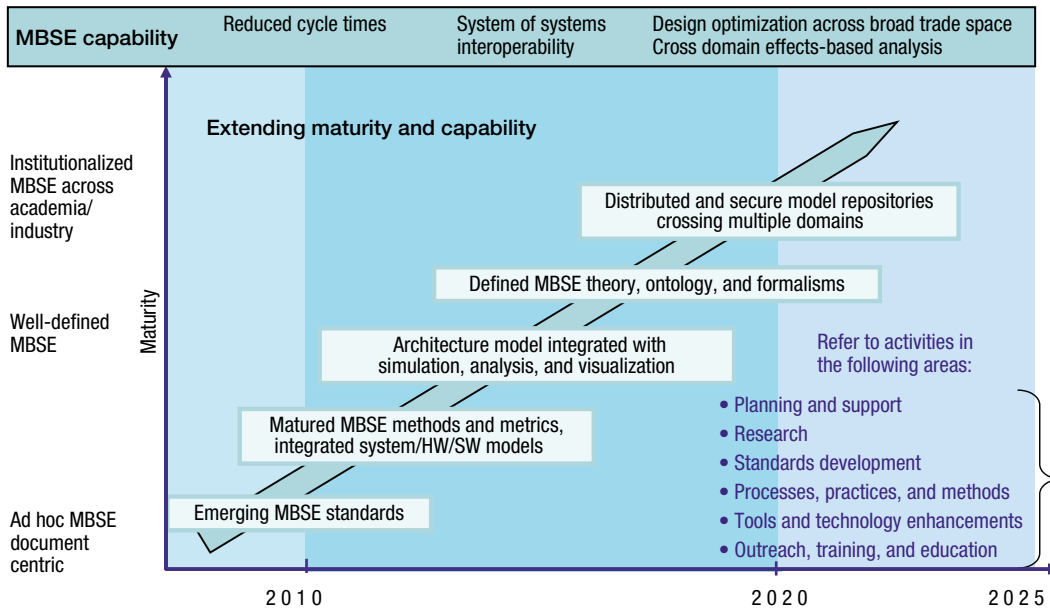 MBSE capability
Reduced cycle times
System of systems
interoperability
Design optimization across broad trade space
Cross domain effects-based analysis
Extending maturity and capability
Institutionalized
MBSE across
academia/
industry
Distributed and secure model repositories
crossing multiple domains
Defined MBSE theory, ontology, and formalisms
Well-defined
MBSE
Maturity
Architecture model integrated with
simulation, analysis, and visualization
Refer to activities in
the following areas:
• Planning and support
• Research
• Standards development
• Processes, practices, and methods
• Tools and technology enhancements
• Outreach, training, and education
Matured MBSE methods and metrics,
integrated system/HW/SW models
Emerging MBSE standards
Ad hoc MBSE
document
centric
2010
2020
2025